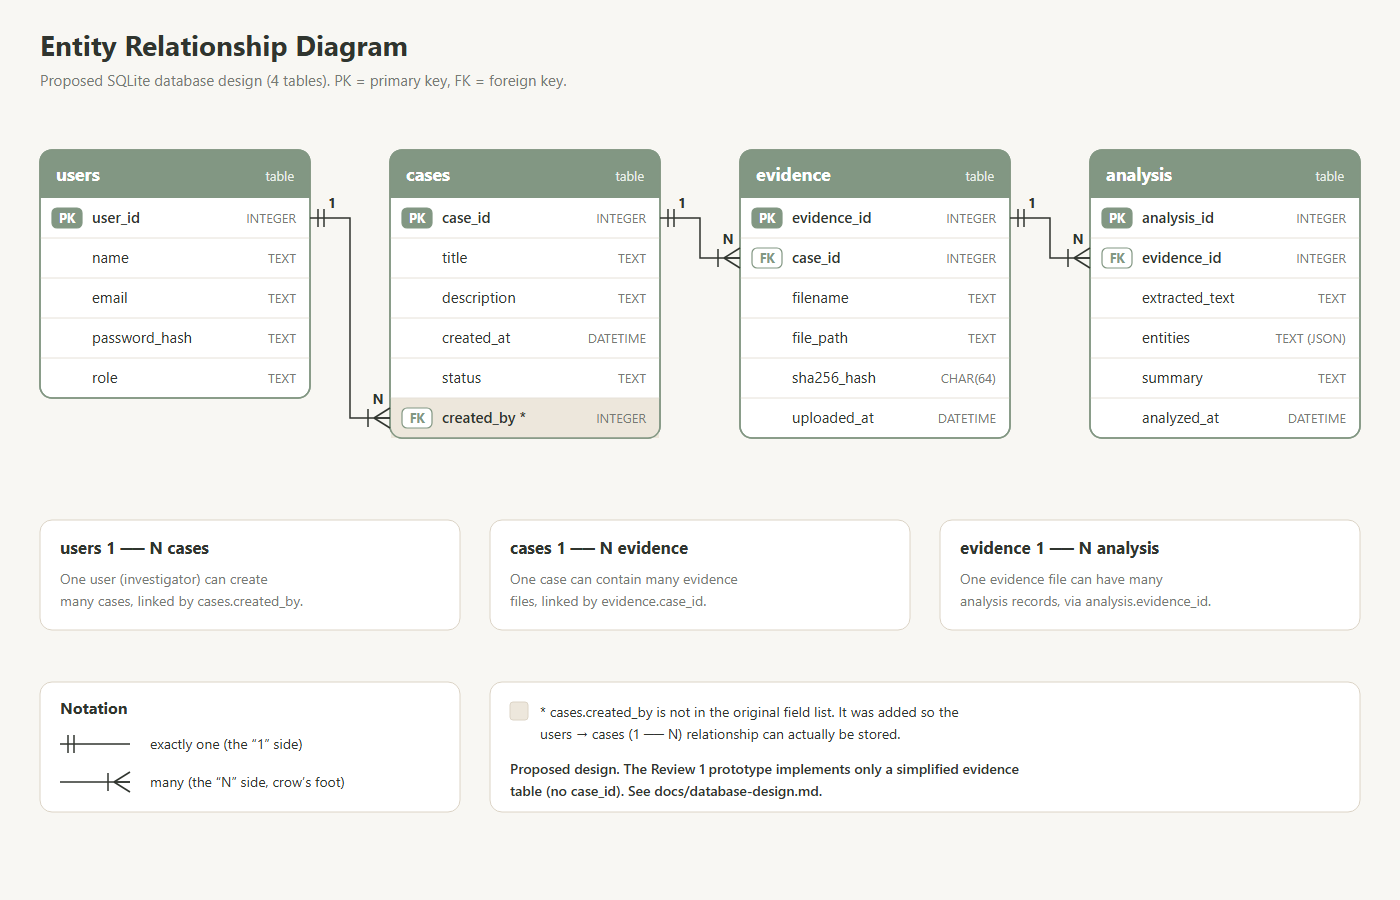 Entity Relationship Diagram
Proposed SQLite database design (4 tables). PK = primary key, FK = foreign key.
users table
PK user_id INTEGER
name TEXT
email TEXT
password_hash TEXT
role TEXT
1
N
cases table
PK case_id INTEGER
title TEXT
description TEXT
created_at DATETIME
status TEXT
FK created_by * INTEGER
1
N
evidence table
PK evidence_id INTEGER
FK case_id INTEGER
filename TEXT
file_path TEXT
sha256_hash CHAR(64)
uploaded_at DATETIME
1
N
analysis table
PK analysis_id INTEGER
FK evidence_id INTEGER
extracted_text TEXT
entities TEXT (JSON)
summary TEXT
analyzed_at DATETIME
users 1 —– N cases
One user (investigator) can create
many cases, linked by cases.created_by.
cases 1 —– N evidence
One case can contain many evidence
files, linked by evidence.case_id.
evidence 1 —– N analysis
One evidence file can have many
analysis records, via analysis.evidence_id.
Notation
exactly one (the “1” side)
many (the “N” side, crow’s foot)
* cases.created_by is not in the original field list. It was added so the
users → cases (1 —– N) relationship can actually be stored.
Proposed design. The Review 1 prototype implements only a simplified evidence
table (no case_id). See docs/database-design.md.